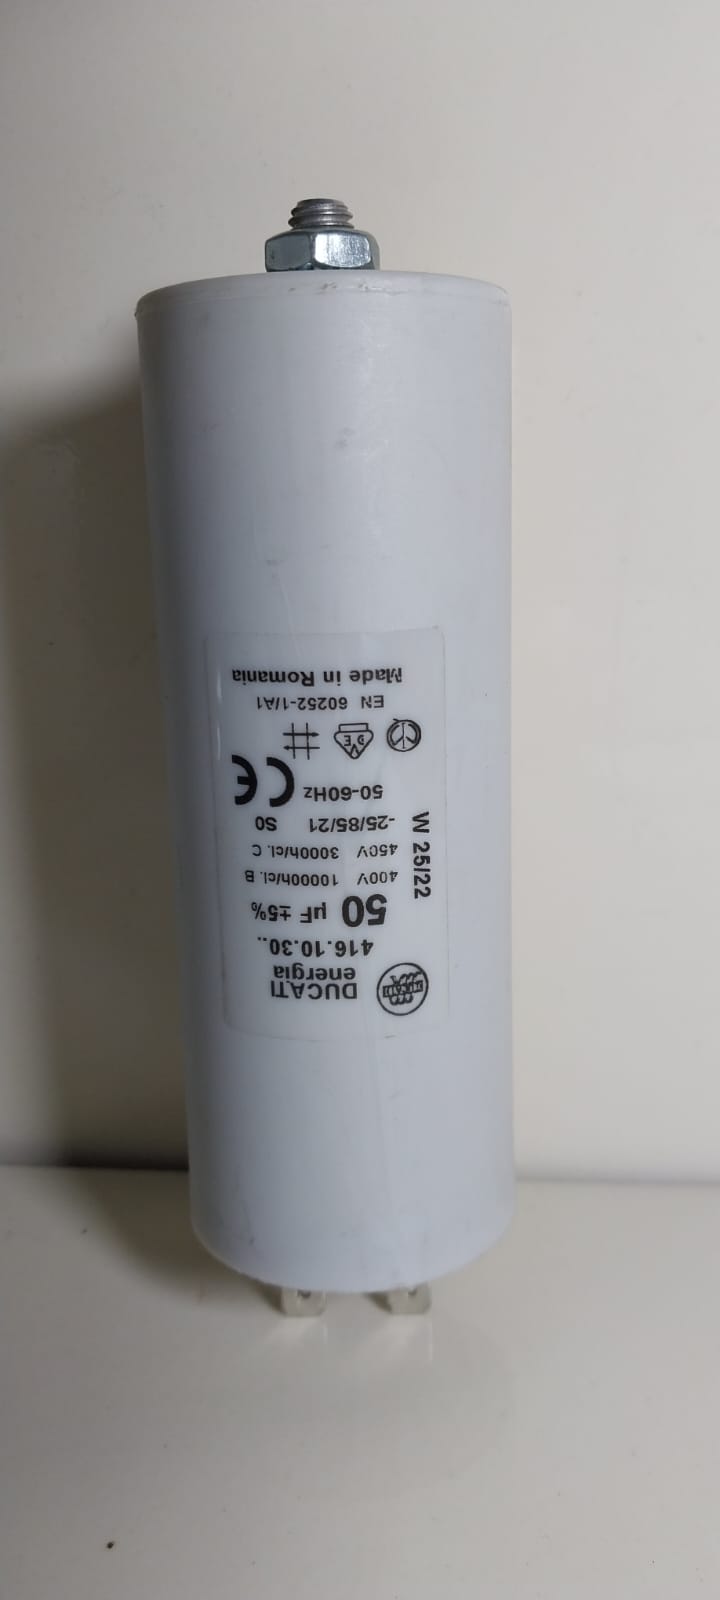 DUCATI
energia
416.10.30..
50 µF ±5%
400V 10000h/cl. B
450V 3000h/cl. C
-25/85/21 S0
50-60Hz CE
VDE
EN 60252-1/A1
Made in Romania
W 25/22